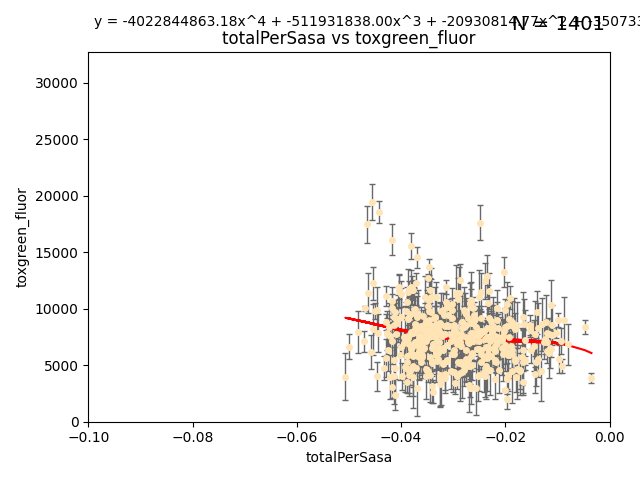 y = -4022844863.18x^4 + -511931838.00x^3 +
N = 1401
totalPerSasa vs toxgreen_fluor
30000
25000
20000
15000
10000
5000
0
toxgreen_fluor
−0.10
−0.08
−0.06
−0.04
−0.02
0.00
totalPerSasa